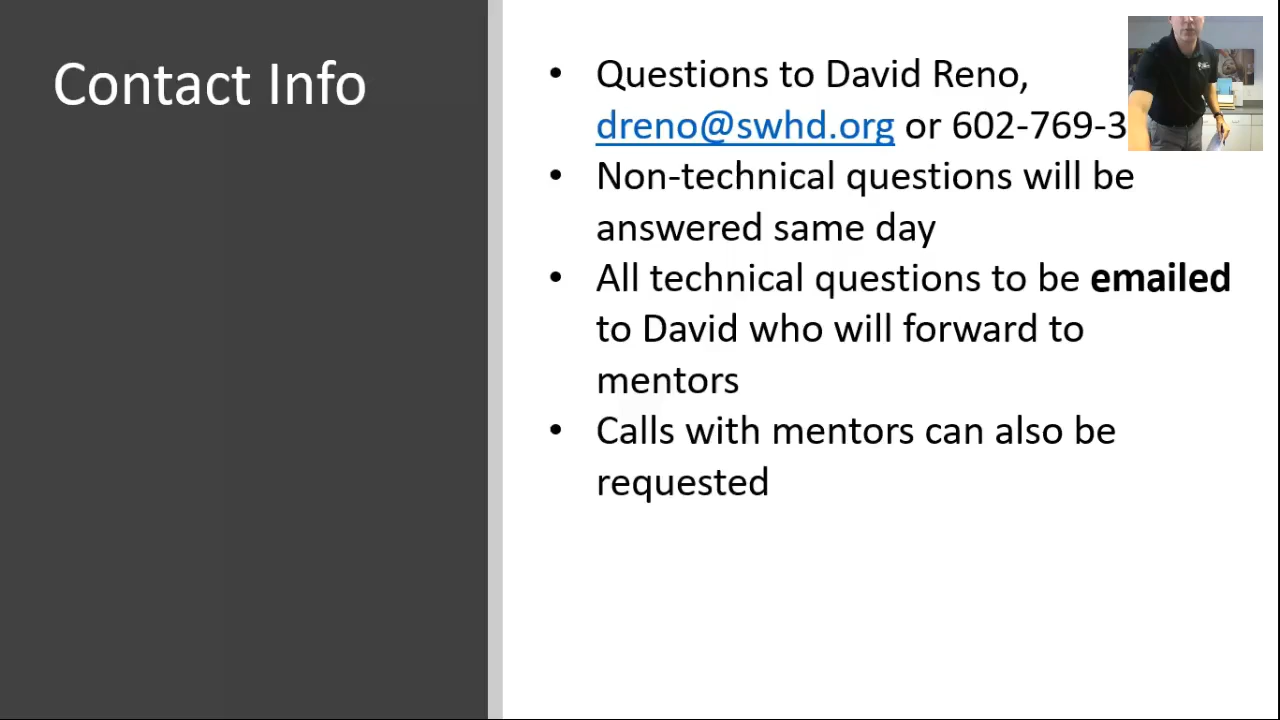 Contact Info
• Questions to David Reno,
dreno@swhd.org or 602-769-3
• Non-technical questions will be
answered same day
• All technical questions to be emailed
to David who will forward to
mentors
• Calls with mentors can also be
requested